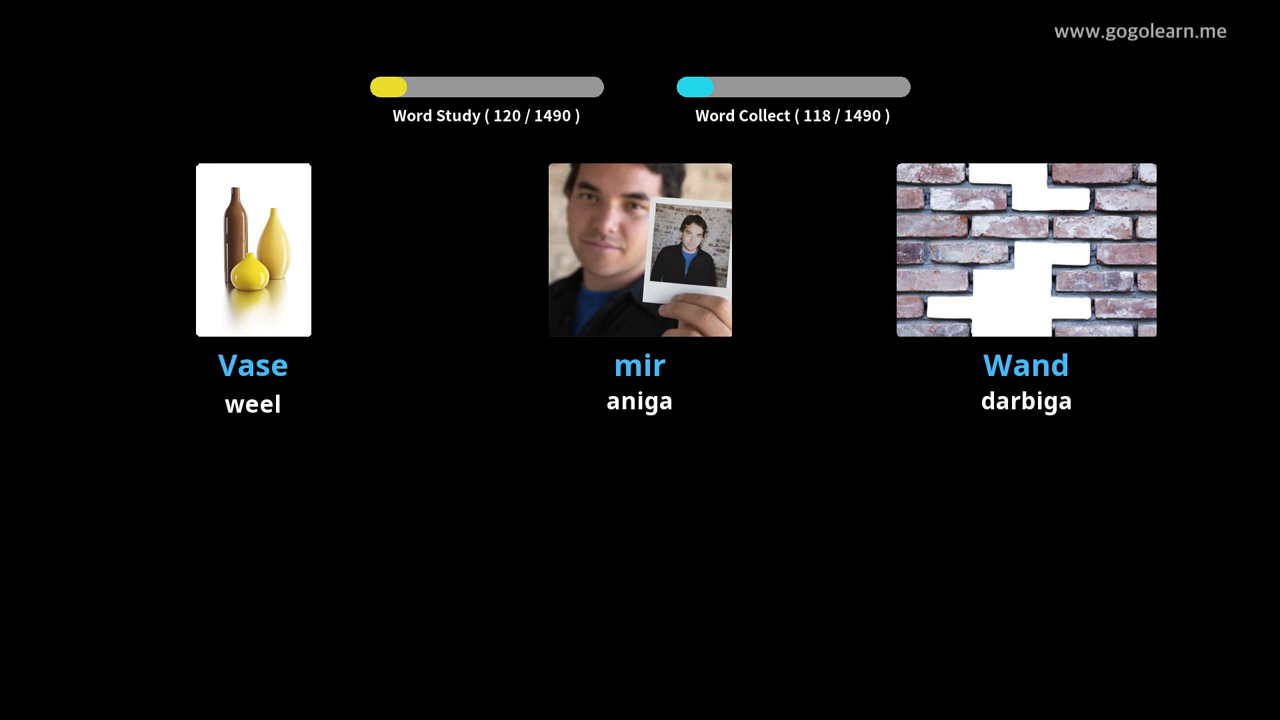 www.gogolearn.me
Word Study ( 120 / 1490 )
Word Collect ( 118 / 1490 )
Vase
weel
mir
aniga
Wand
darbiga